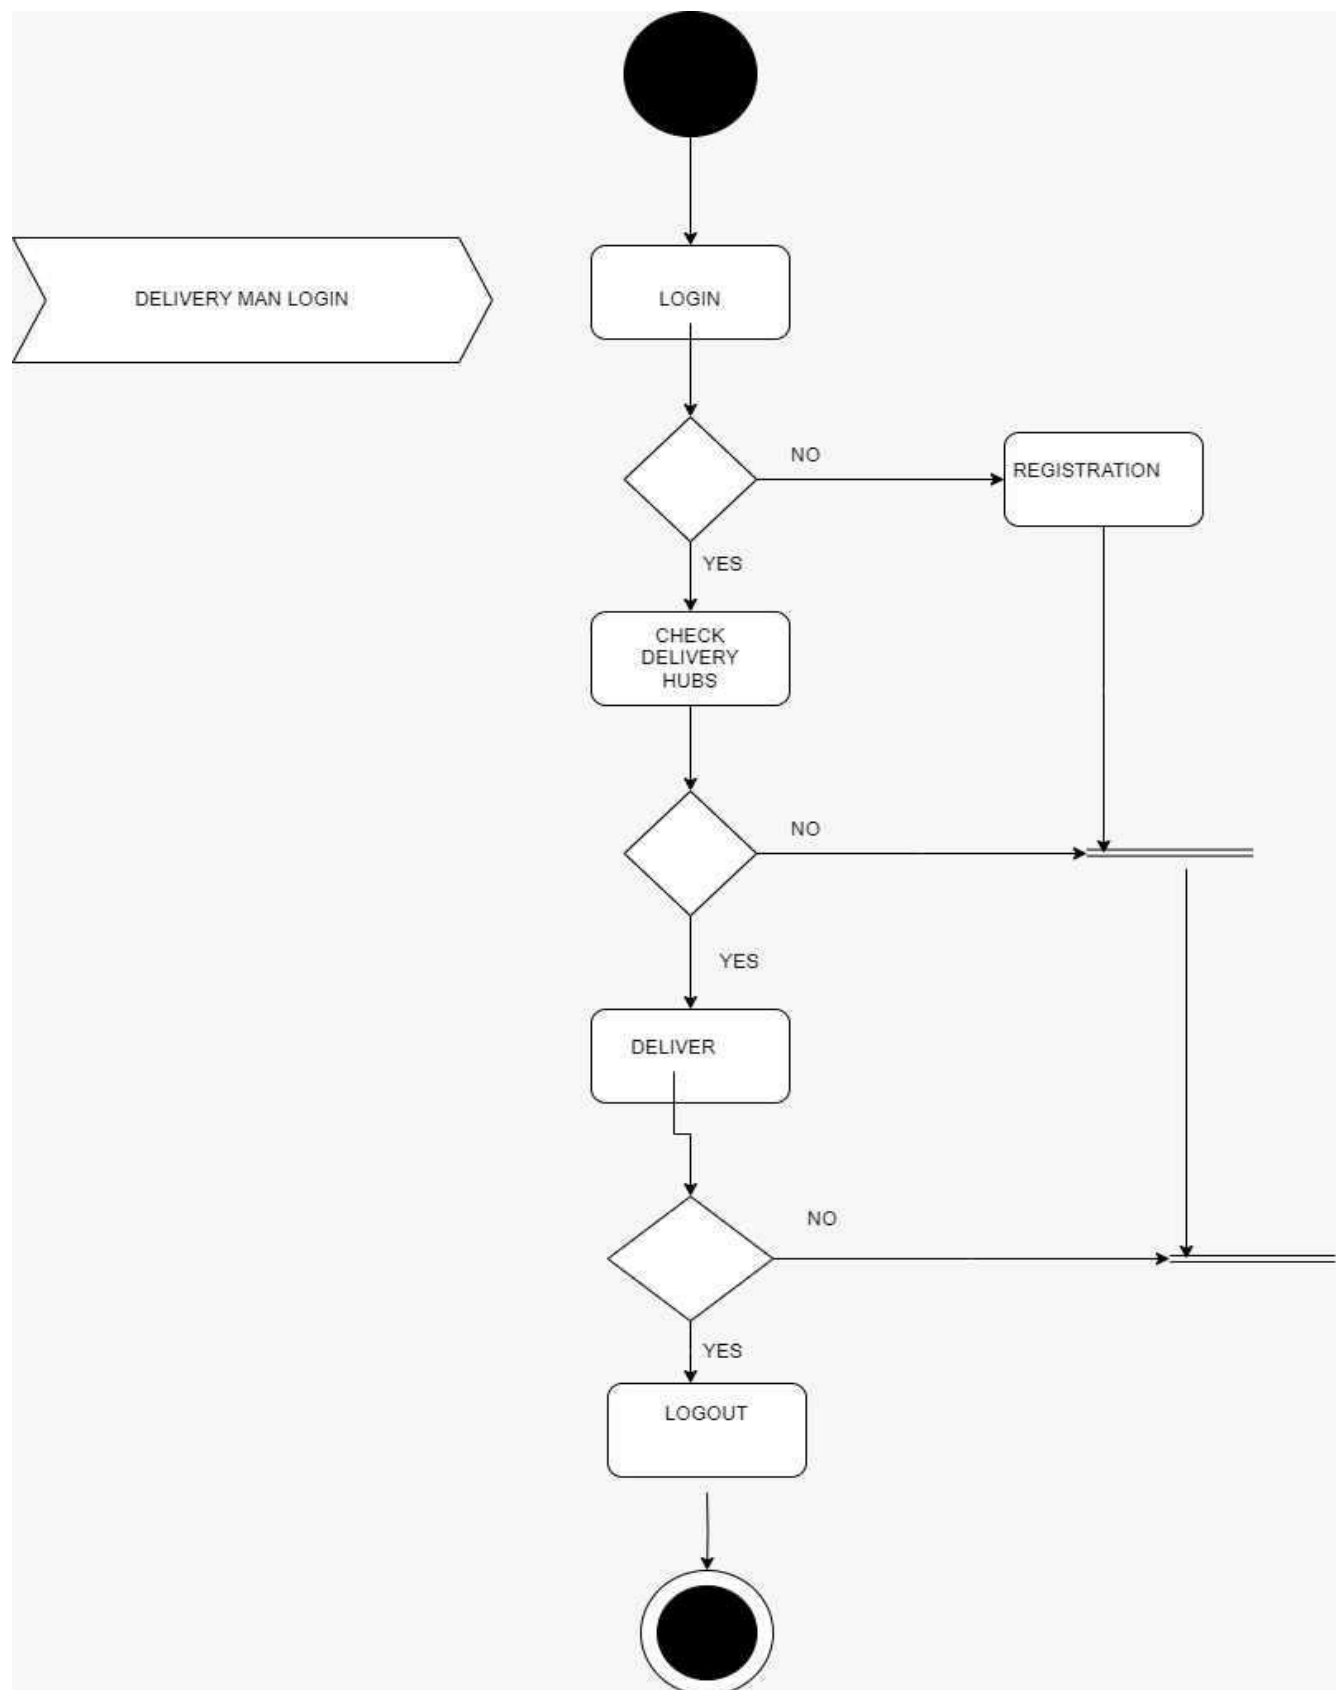 DELIVERY MAN LOGIN
LOGIN
NO
REGISTRATION
YES
CHECK
DELIVERY
HUBS
NO
YES
DELIVER
NO
YES
LOGOUT